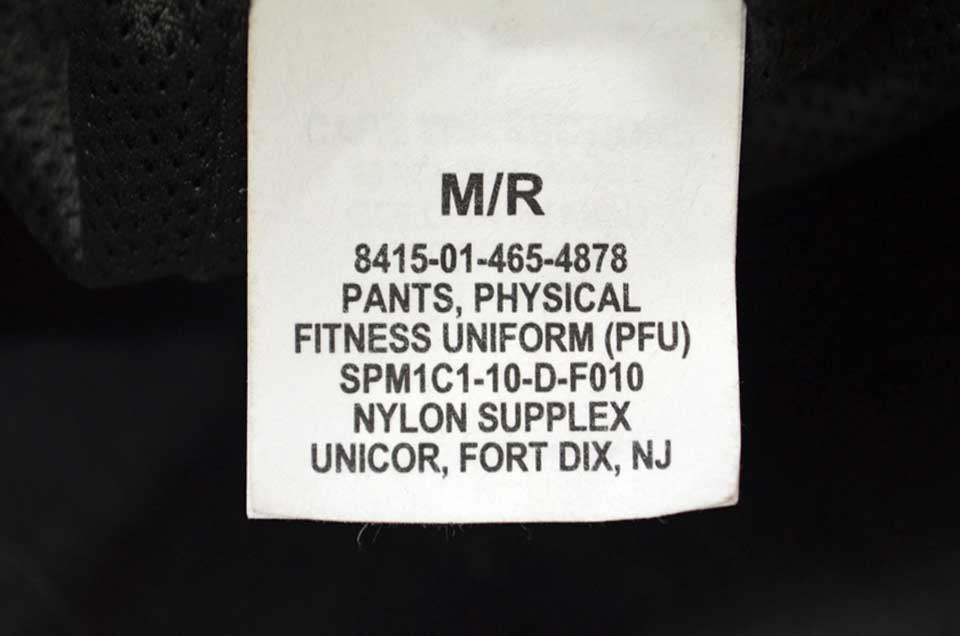 M/R
8415-01-465-4878
PANTS, PHYSICAL
FITNESS UNIFORM (PFU)
SPM1C1-10-D-F010
NYLON SUPPLEX
UNICOR, FORT DIX, NJ